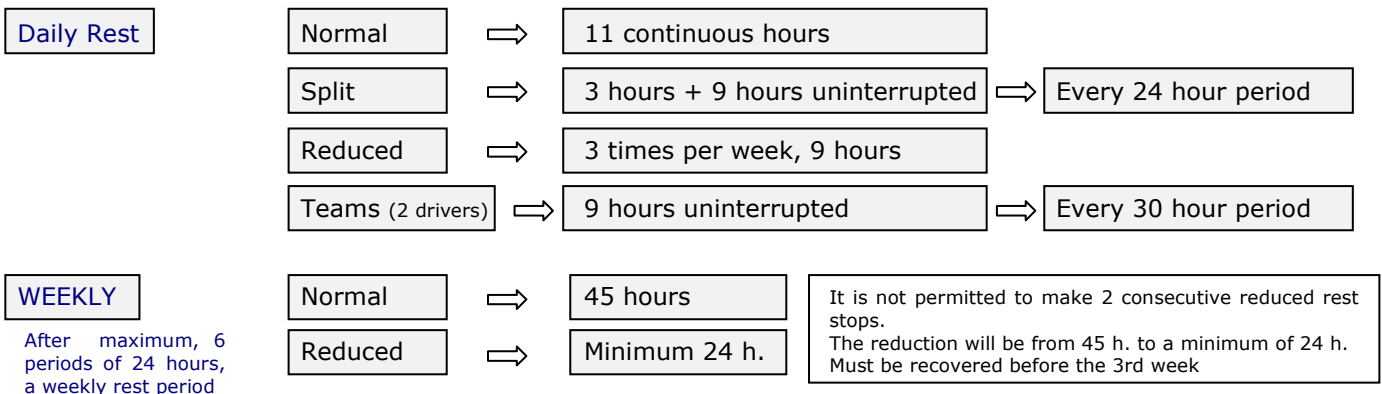 Daily Rest
Normal
11 continuous hours
Split
3 hours + 9 hours uninterrupted
Every 24 hour period
Reduced
3 times per week, 9 hours
Teams (2 drivers)
9 hours uninterrupted
Every 30 hour period
WEEKLY
After maximum, 6
periods of 24 hours,
a weekly rest period
Normal
45 hours
Reduced
Minimum 24 h.
It is not permitted to make 2 consecutive reduced rest
stops.
The reduction will be from 45 h. to a minimum of 24 h.
Must be recovered before the 3rd week